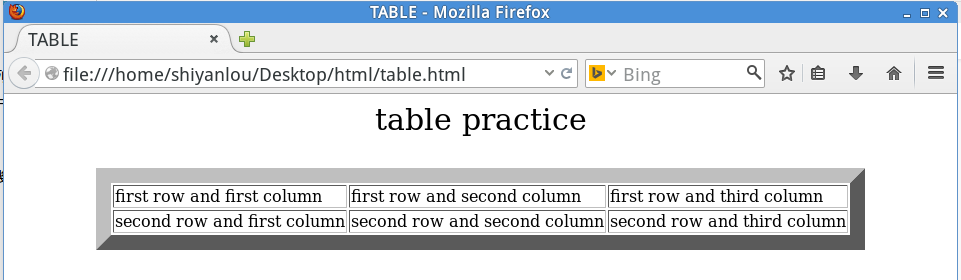 TABLE - Mozilla Firefox
TABLE
file:///home/shiyanlou/Desktop/html/table.html
Bing
table practice
first row and first column first row and second column first row and third column
second row and first column second row and second column second row and third column